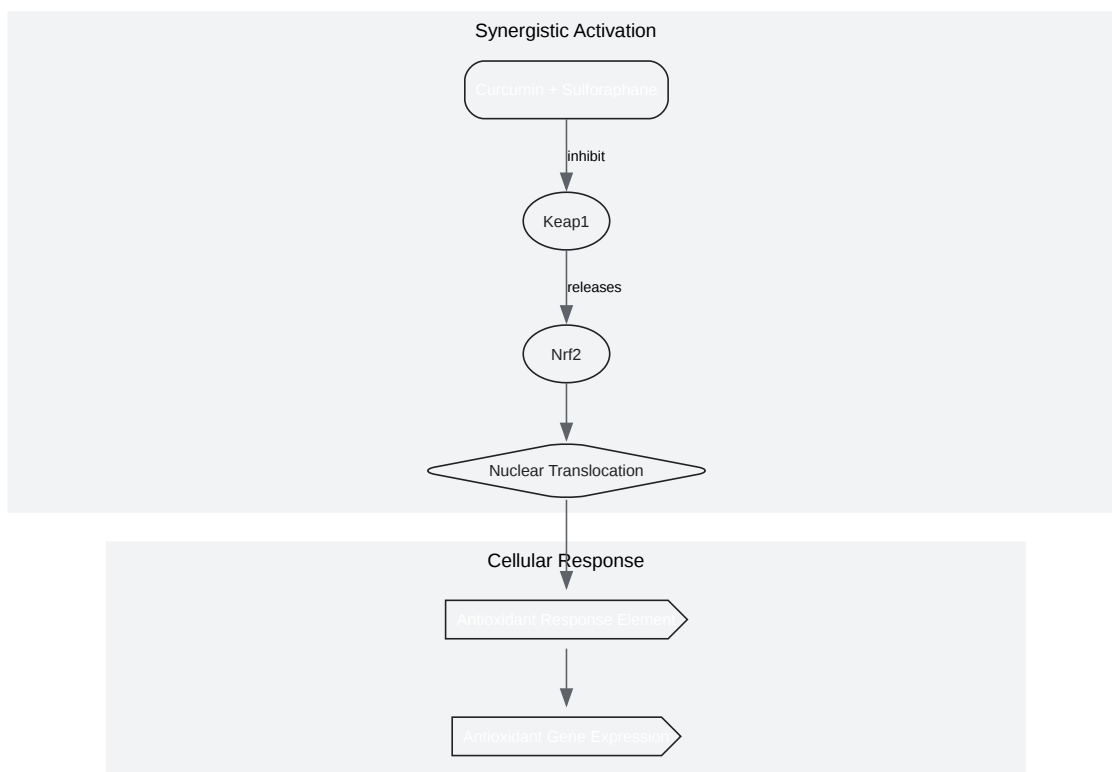 Synergistic Activation
Curcumin + Sulforaphane
inhibit
Keap1
releases
Nrf2
Nuclear Translocation
Cellular Response
Antioxidant Response Element
Antioxidant Gene Expression